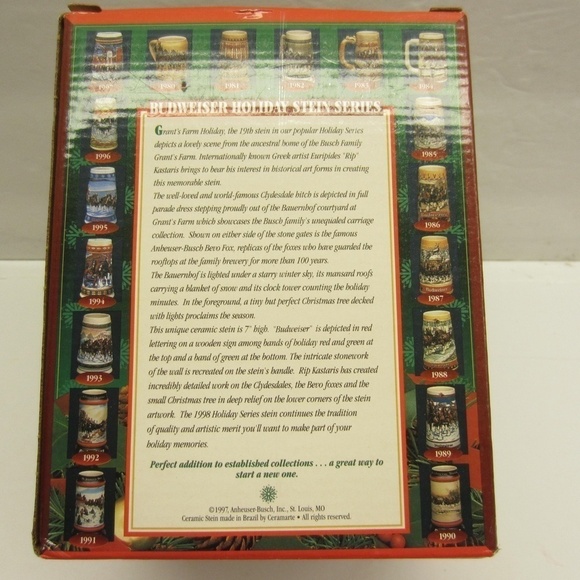 1980
1981
1982
1983
BUDWEISER HOLIDAY STEIN SERIES
Grant's Farm Holiday, the 19th stein in our popular Holiday Series
depicts a lovely scene from the ancestral home of the Busch Family
Grant's Farm. Internationally known Greek artist Euripides "Rip"
Kastaris brings to bear his interest in historical art forms in creating
this memorable stein.
The well-loved and world-famous Clydesdale hitch is depicted in full
parade dress stepping proudly out of the Bauernhof courtyard at
Grant's Farm which showcases the Busch family's unequaled carriage
collection. Shown on either side of the stone gates is the famous
Anheuser-Busch Bevo Fox, replicas of the foxes who have guarded the
rooftops at the family brewery for more than 100 years.
The Bauernhof is lighted under a starry winter sky, its mansard roofs
carrying a blanket of snow and its clock tower counting the holiday
minutes. In the foreground, a tiny but perfect Christmas tree decked
with lights proclaims the season.
This unique ceramic stein is 7" high. "Budweiser" is depicted in red
lettering on a wooden sign among bands of holiday red and green at
the top and a band of green at the bottom. The intricate stonework
of the wall is recreated on the stein's handle. Rip Kastaris has created
incredibly detailed work on the Clydesdales, the Bevo foxes and the
small Christmas tree in deep relief on the lower corners of the stein
artwork. The 1998 Holiday Series stein continues the tradition
of quality and artistic merit you'll want to make part of your
holiday memories.
Perfect addition to established collections . . . a great way to
start a new one.
©1997, Anheuser-Busch, Inc., St. Louis, MO
Ceramic Stein made in Brazil by Ceramarte • All rights reserved.
1996
1995
1994
1993
1992
1991
1985
1986
1987
1988
1989
1990